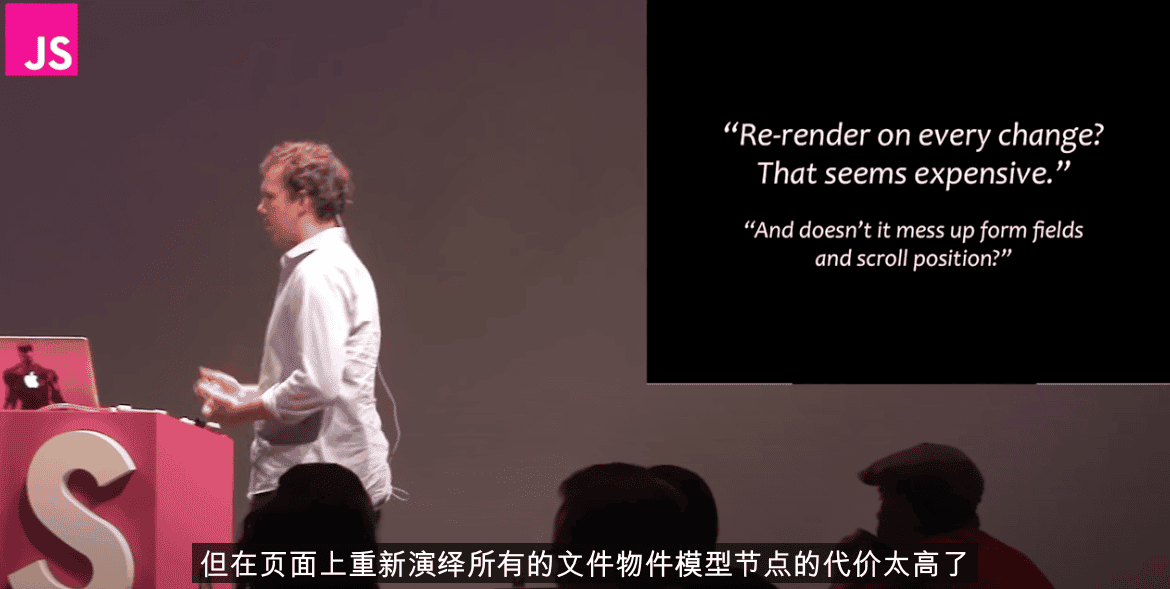 JS
“Re-render on every change?
That seems expensive.”
“And doesn’t it mess up form fields
and scroll position?”
S
但在页面上重新演绎所有的文件物件模型节点的代价太高了